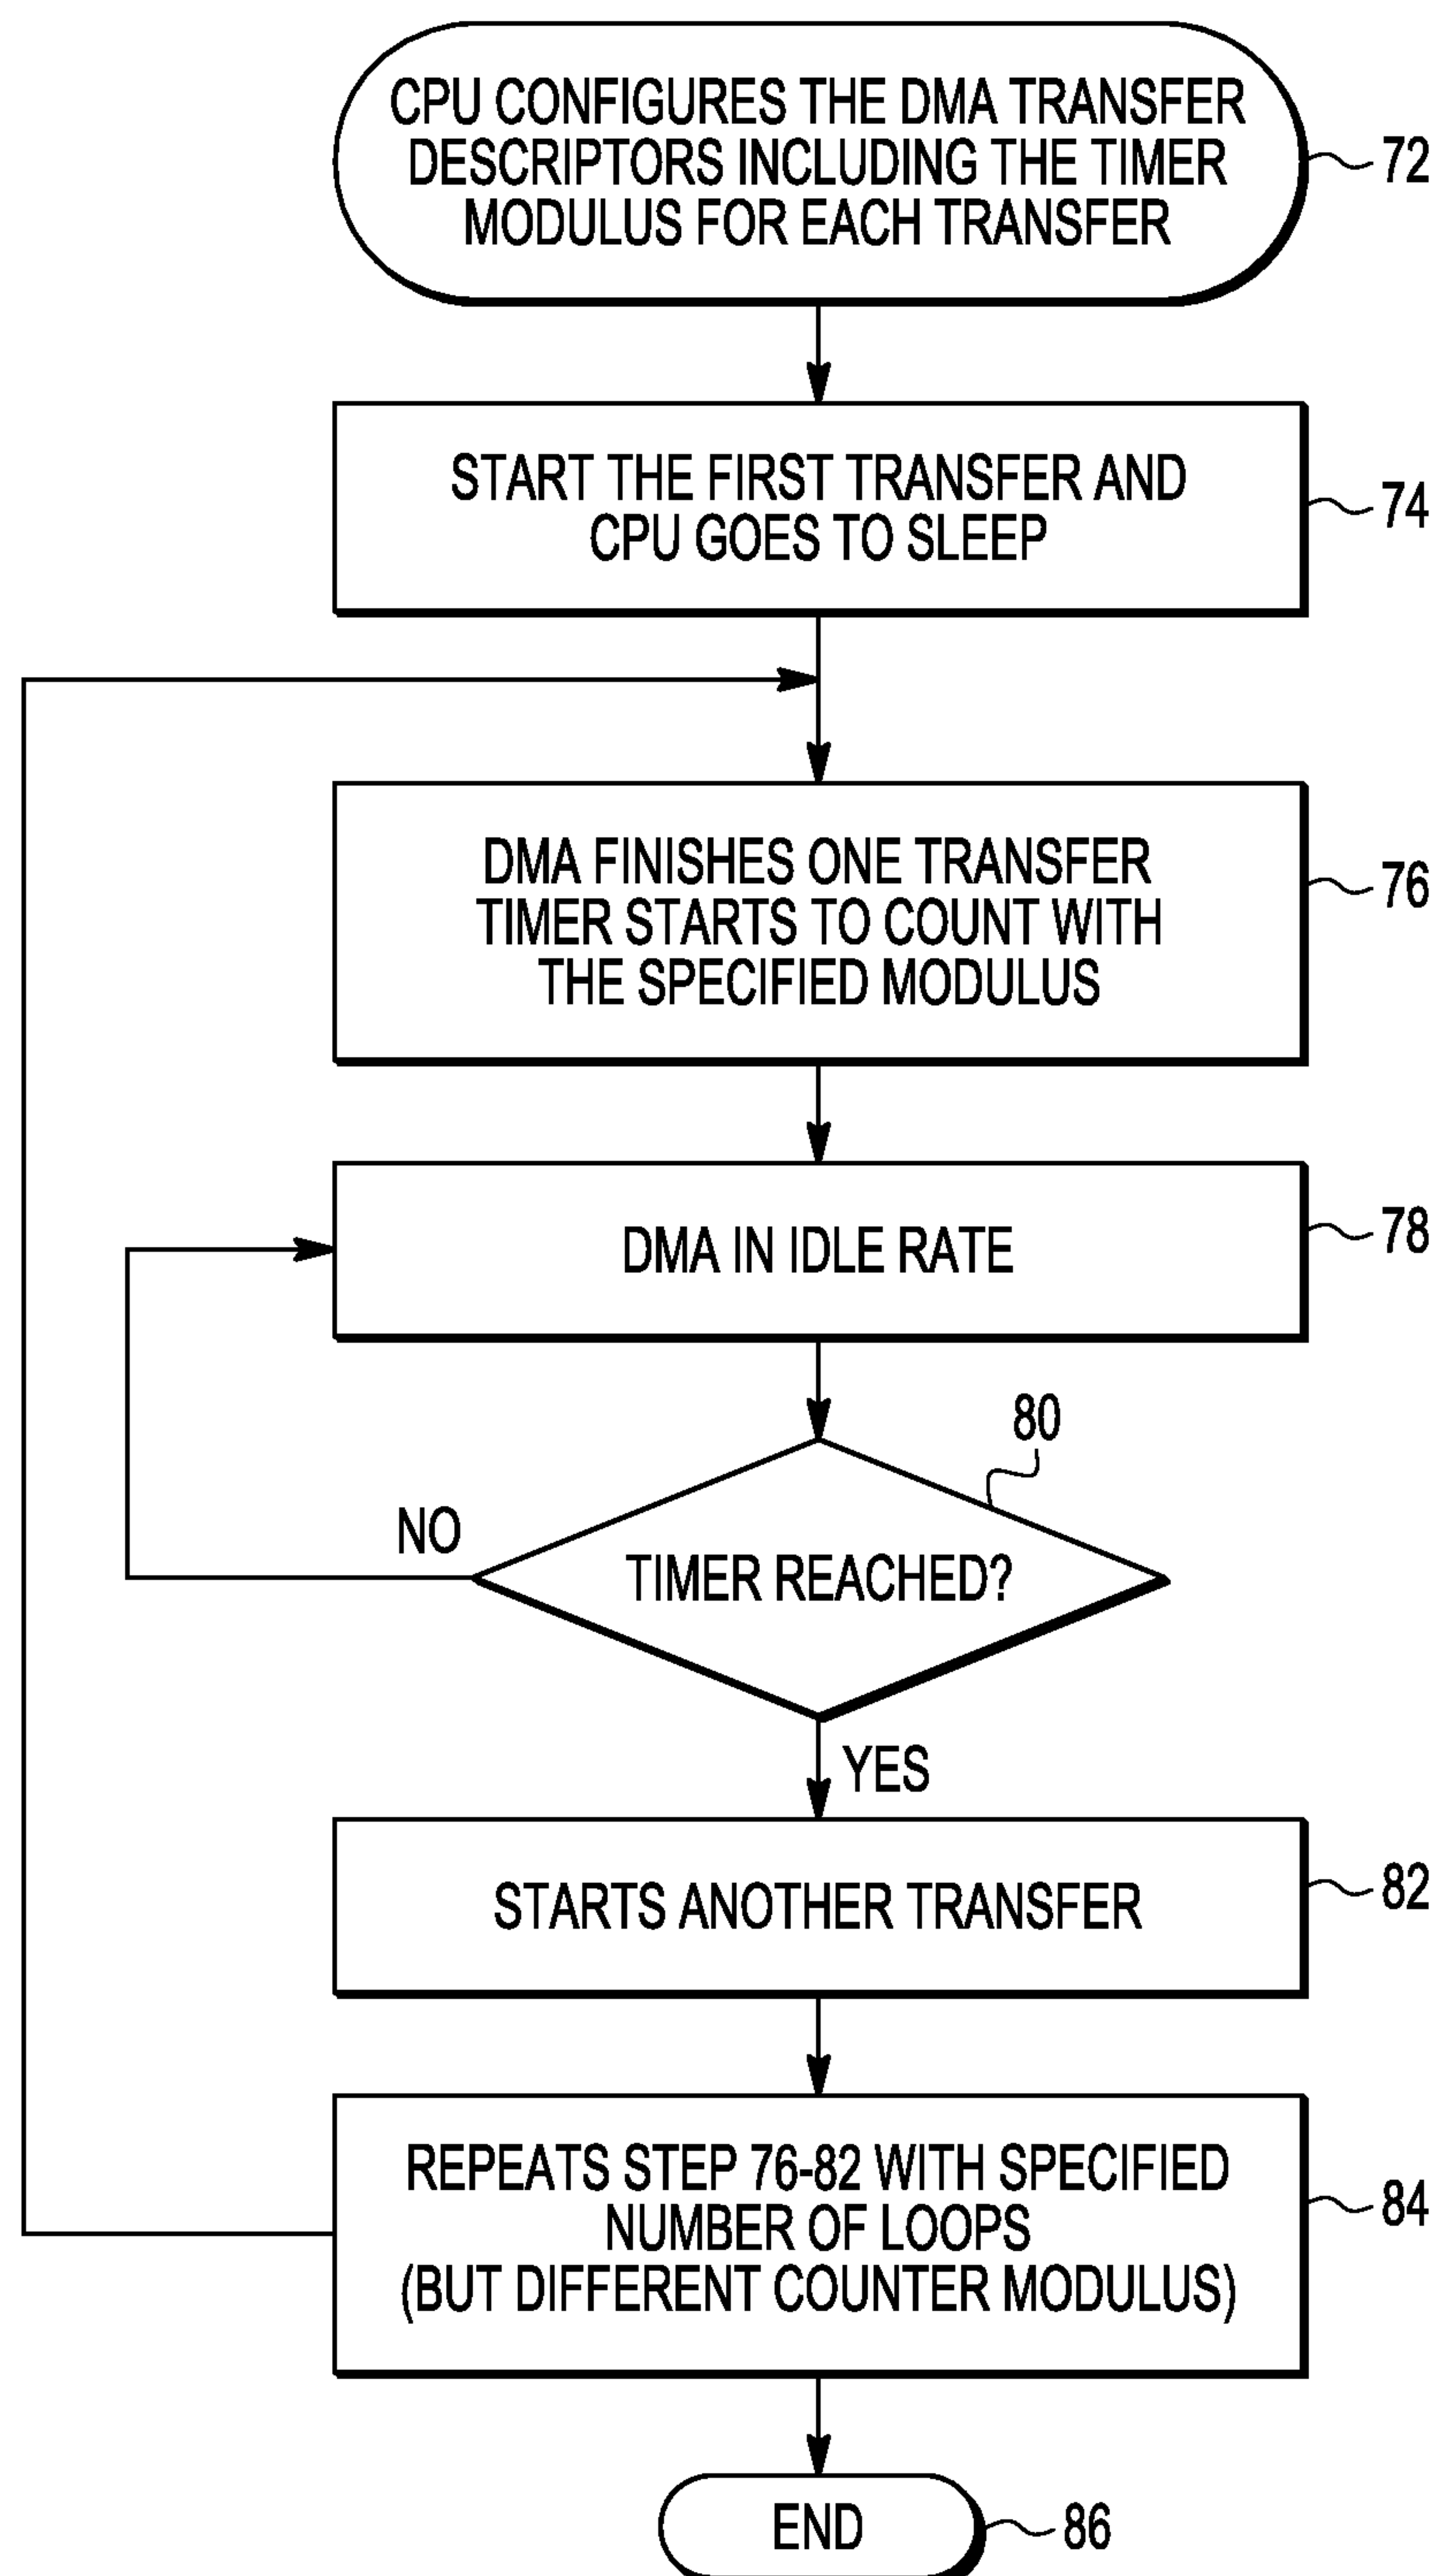 CPU CONFIGURES THE DMA TRANSFER
DESCRIPTORS INCLUDING THE TIMER
MODULUS FOR EACH TRANSFER
72
START THE FIRST TRANSFER AND
CPU GOES TO SLEEP
74
DMA FINISHES ONE TRANSFER
TIMER STARTS TO COUNT WITH
THE SPECIFIED MODULUS
76
DMA IN IDLE RATE
78
80
NO
TIMER REACHED?
YES
STARTS ANOTHER TRANSFER
82
REPEATS STEP 76-82 WITH SPECIFIED
NUMBER OF LOOPS
(BUT DIFFERENT COUNTER MODULUS)
84
END
86